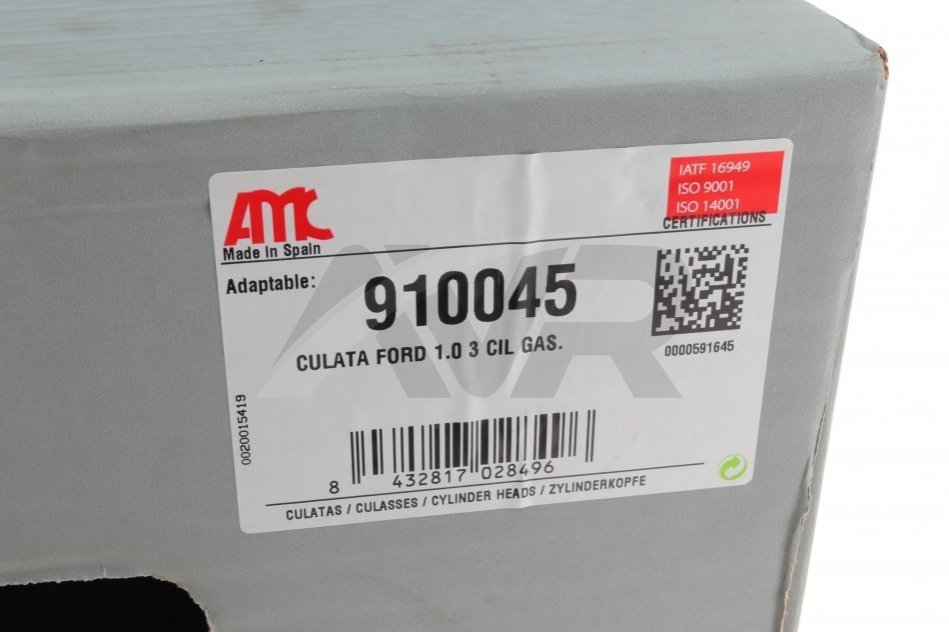 AMC
Made In Spain
IATF 16949
ISO 9001
ISO 14001
CERTIFICATIONS
Adaptable:
910045
CULATA FORD 1.0 3 CIL GAS.
0000591645
0020015419
8 432817 028496
CULATAS / CULASSES / CYLINDER HEADS / ZYLINDERKOPFE
AVR